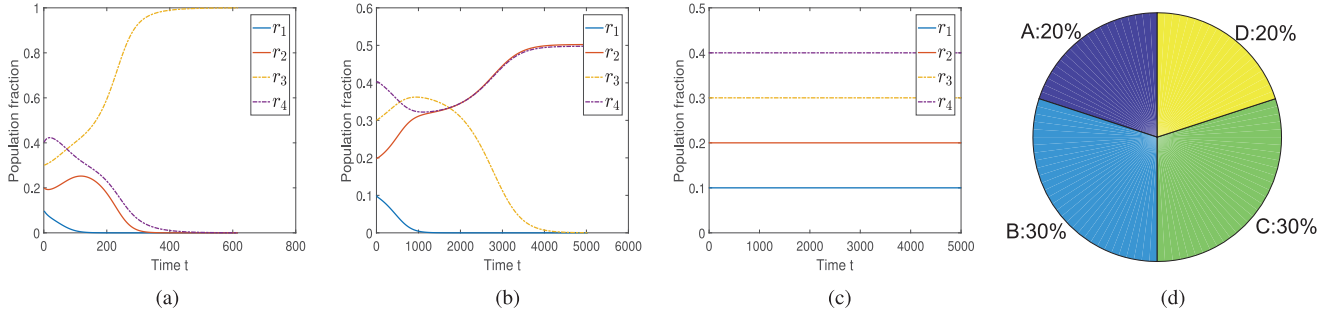 1
0.8
0.6
0.4
0.2
0
Population fraction
0 200 400 600 800
Time t
r1
r2
r3
r4
(a)
0.6
0.5
0.4
0.3
0.2
0.1
0
Population fraction
0 1000 2000 3000 4000 5000 6000
Time t
r1
r2
r3
r4
(b)
0.5
0.4
0.3
0.2
0.1
0
Population fraction
1000 2000 3000 4000 5000
Time t
r1
r2
r3
r4
(c)
A:20%
D:20%
B:30%
C:30%
(d)